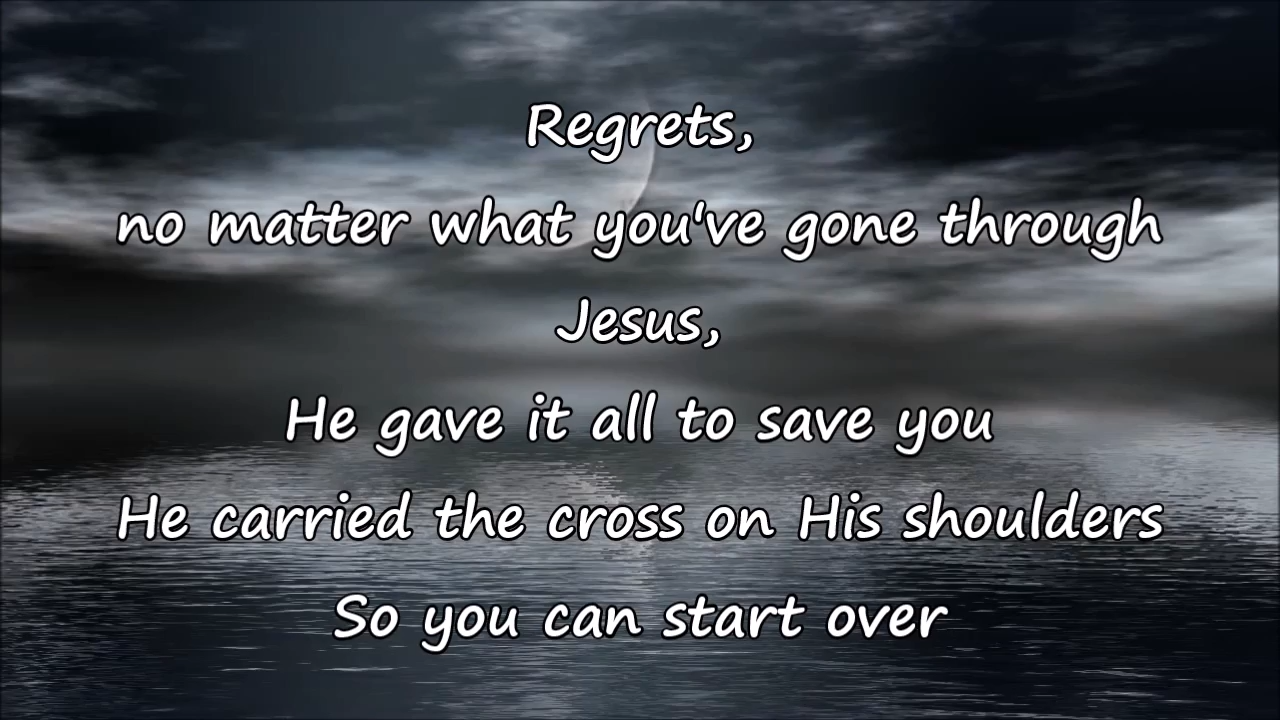 Regrets,
no matter what you've gone through
Jesus,
He gave it all to save you
He carried the cross on His shoulders
So you can start over